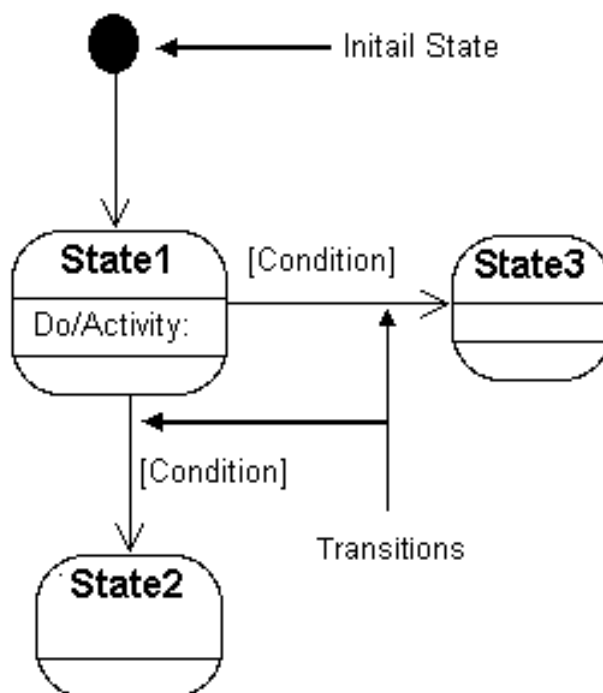 Initail State
State1
[Condition]
State3
Do/Activity:
[Condition]
Transitions
State2